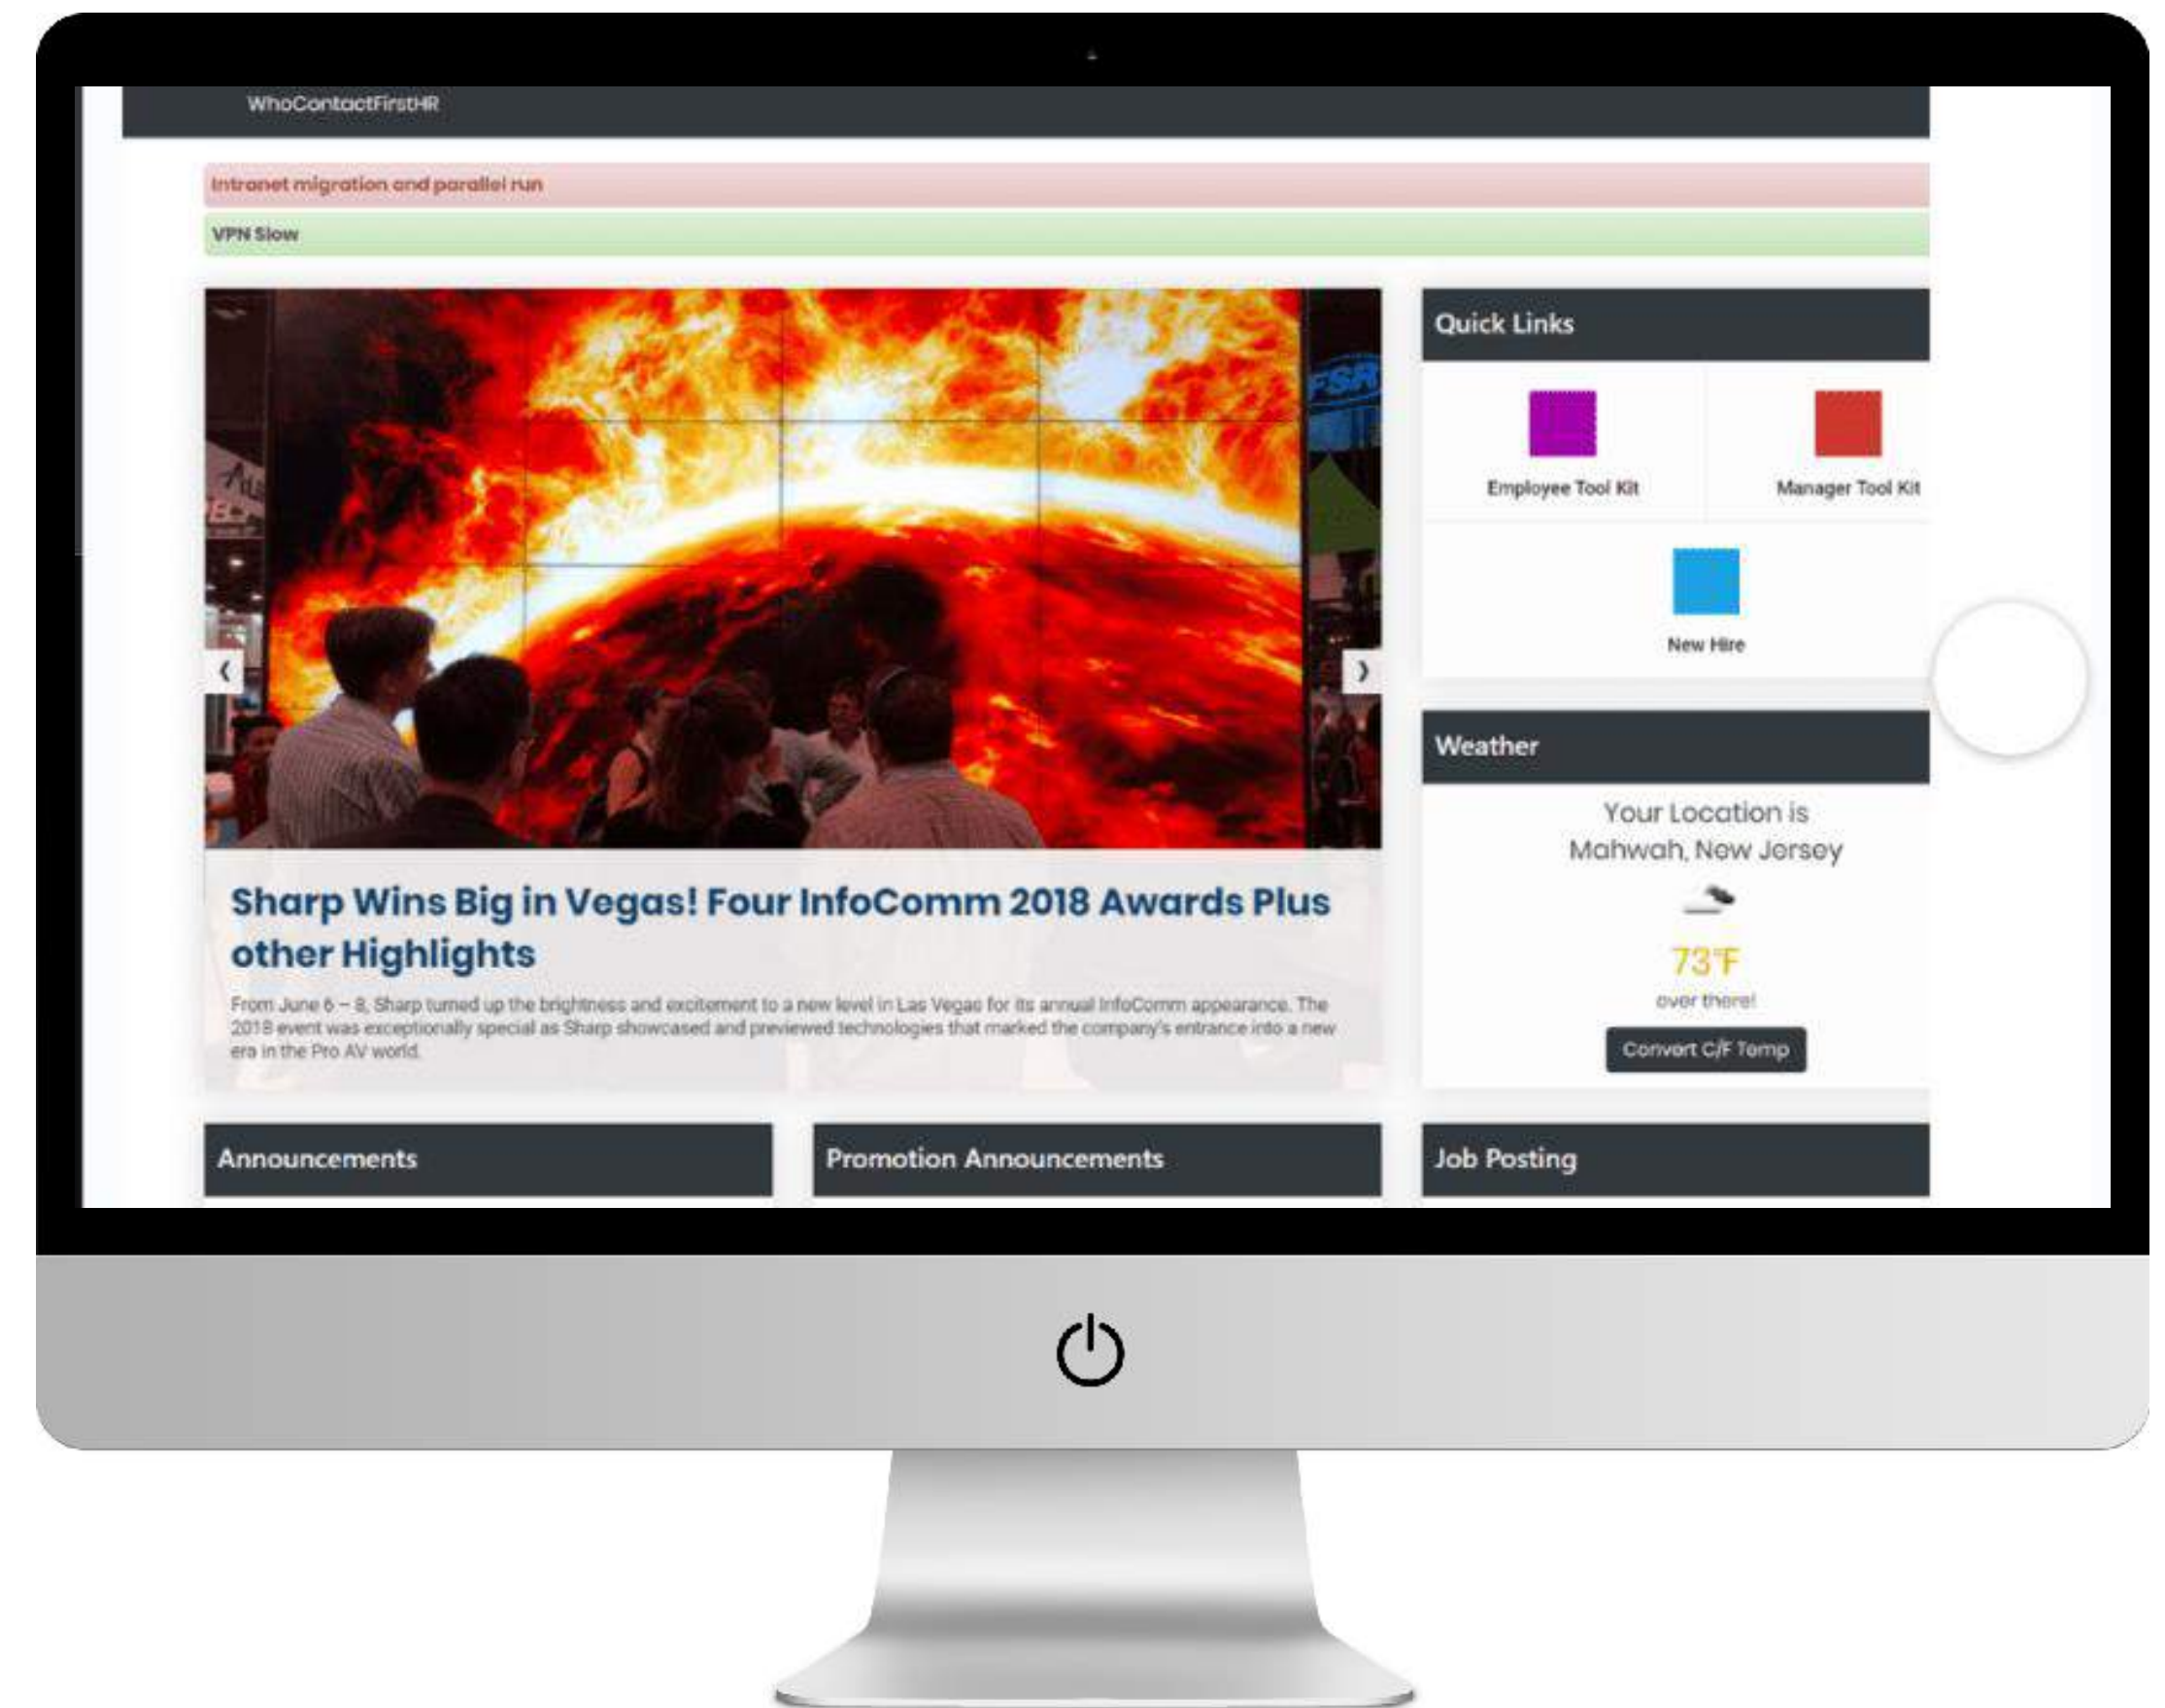 WhoContactFirstHR
Intranet migration and parallel run
VPN Slow
FSR
❮
❯
Sharp Wins Big in Vegas! Four InfoComm 2018 Awards Plus
other Highlights
From June 6 – 8, Sharp turned up the brightness and excitement to a new level in Las Vegas for its annual InfoComm appearance. The
2018 event was exceptionally special as Sharp showcased and previewed technologies that marked the company's entrance into a new
era in the Pro AV world.
Quick Links
Employee Tool Kit
Manager Tool Kit
New Hire
Weather
Your Location is
Mahwah, New Jersey
73°F
over there!
Convert C/F Temp
Announcements
Promotion Announcements
Job Posting